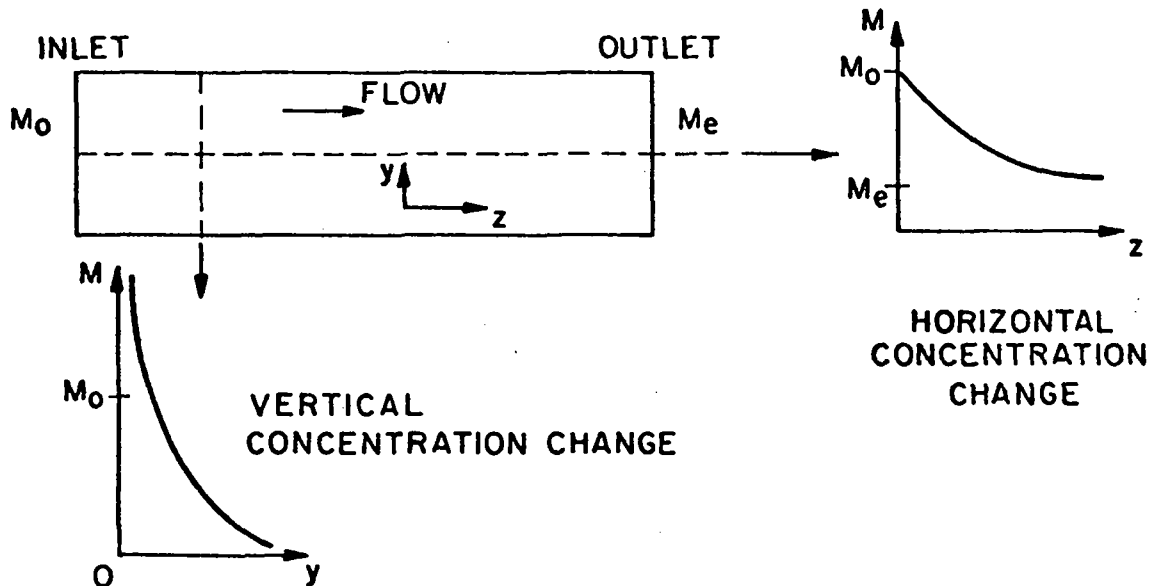 INLET
OUTLET
M
Mo
FLOW
Mo
Me
y
z
Me
z
M
HORIZONTAL
CONCENTRATION
CHANGE
Mo
VERTICAL
CONCENTRATION CHANGE
O
y